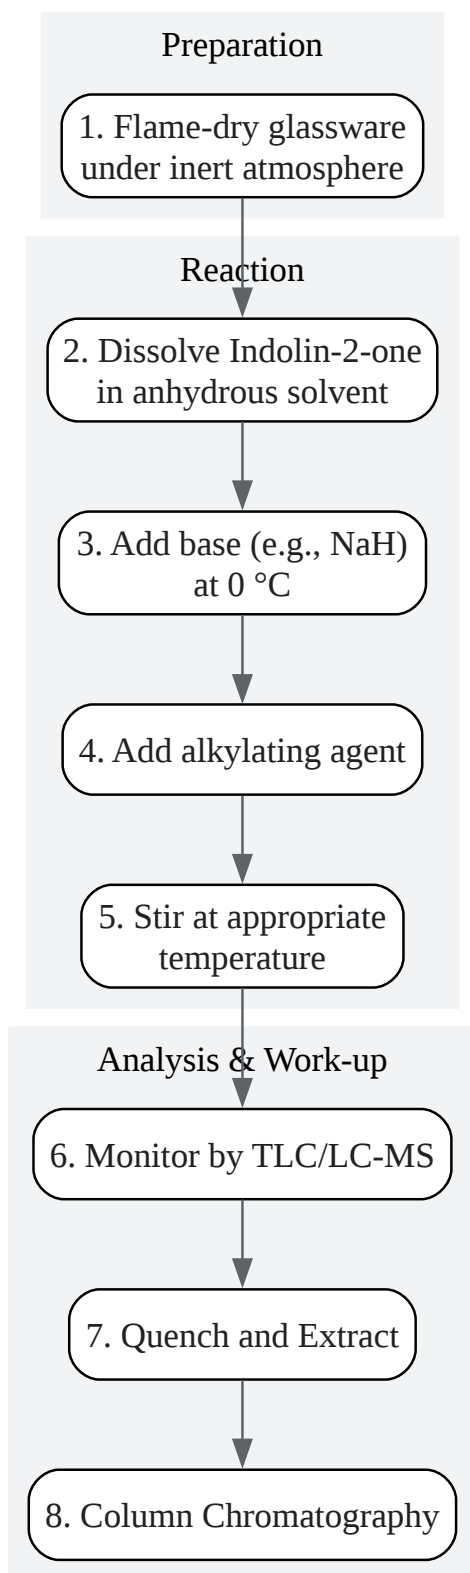 Preparation
1. Flame-dry glassware
under inert atmosphere
Reaction
2. Dissolve Indolin-2-one
in anhydrous solvent
3. Add base (e.g., NaH)
at 0 °C
4. Add alkylating agent
5. Stir at appropriate
temperature
Analysis & Work-up
6. Monitor by TLC/LC-MS
7. Quench and Extract
8. Column Chromatography